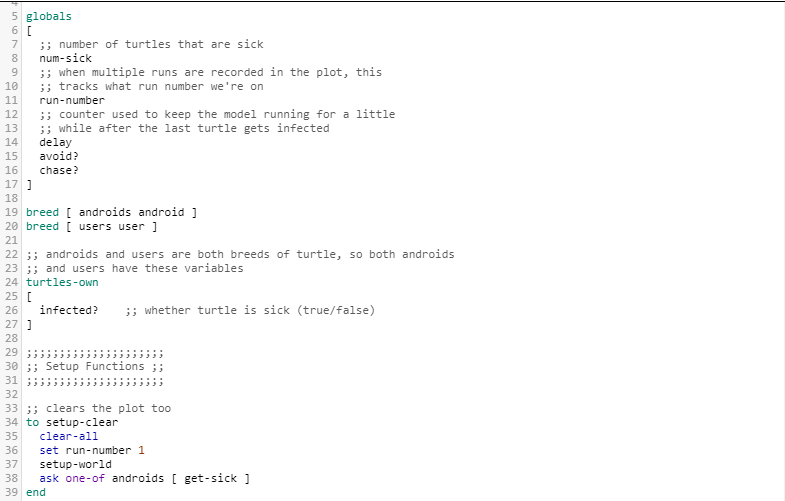 5 globals
6 [
7 ;; number of turtles that are sick
8 num-sick
9 ;; when multiple runs are recorded in the plot, this
10 ;; tracks what run number we're on
11 run-number
12 ;; counter used to keep the model running for a little
13 ;; while after the last turtle gets infected
14 delay
15 avoid?
16 chase?
17 ]
18
19 breed [ androids android ]
20 breed [ users user ]
21
22 ;; androids and users are both breeds of turtle, so both androids
23 ;; and users have these variables
24 turtles-own
25 [
26 infected? ;; whether turtle is sick (true/false)
27 ]
28
29 ;;;;;;;;;;;;;;;;;;;;;
30 ;; Setup Functions ;;
31 ;;;;;;;;;;;;;;;;;;;;;
32
33 ;; clears the plot too
34 to setup-clear
35 clear-all
36 set run-number 1
37 setup-world
38 ask one-of androids [ get-sick ]
39 end